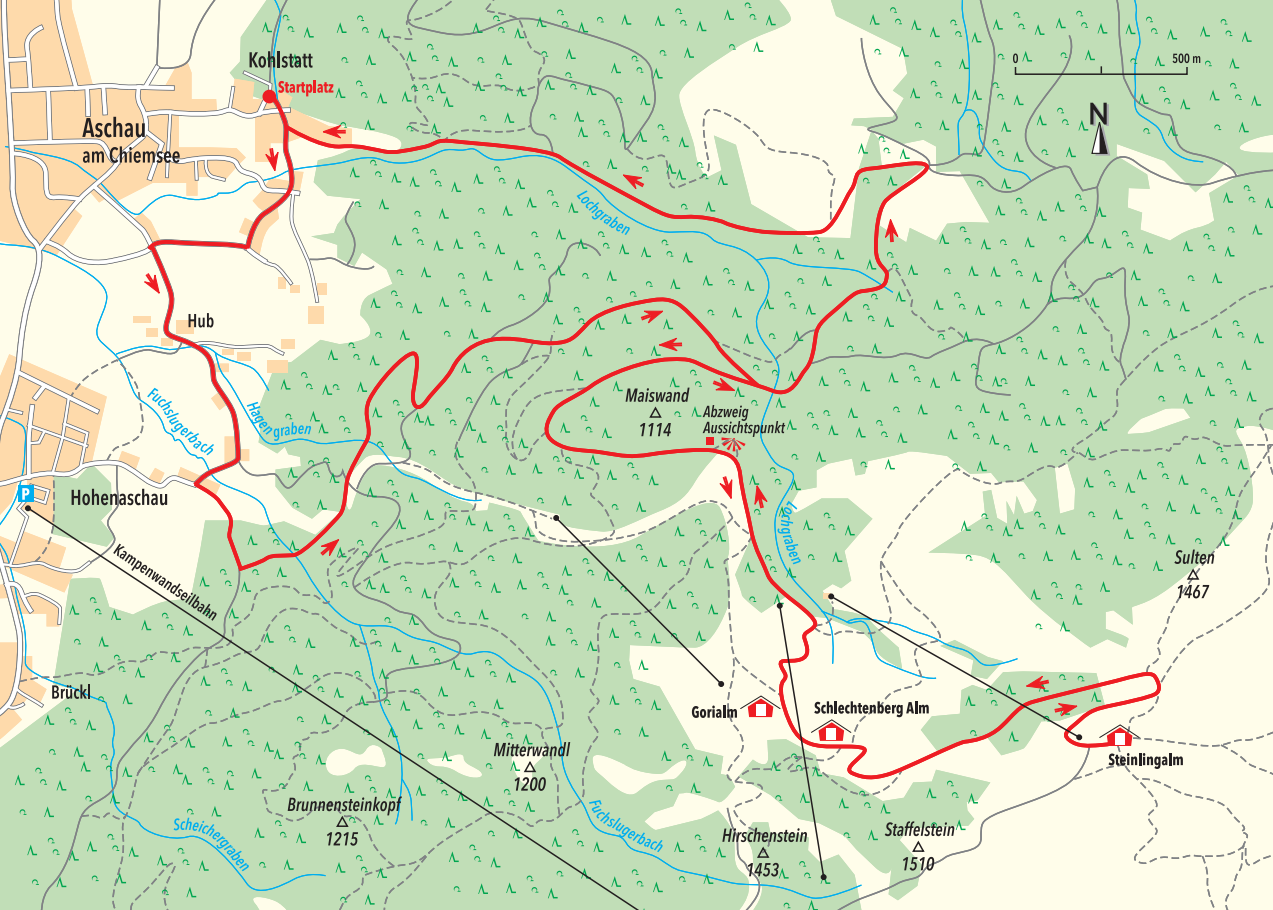 Kohlstatt
Startplatz
Aschau
am Chiemsee
0
500 m
N
Lochgraben
Hub
Fuchslugerbach
Hagengraben
Maiswand
1114
Abzweig
Aussichtspunkt
P
Hohenaschau
Kampenwandseilbahn
Lochgraben
Sulten
1467
Brückl
Gorialm
Schlechtenberg Alm
Steinlingalm
Mitterwandl
1200
Brunnensteinkopf
1215
Scheichergraben
Fuchslugerbach
Hirschenstein
1453
Staffelstein
1510